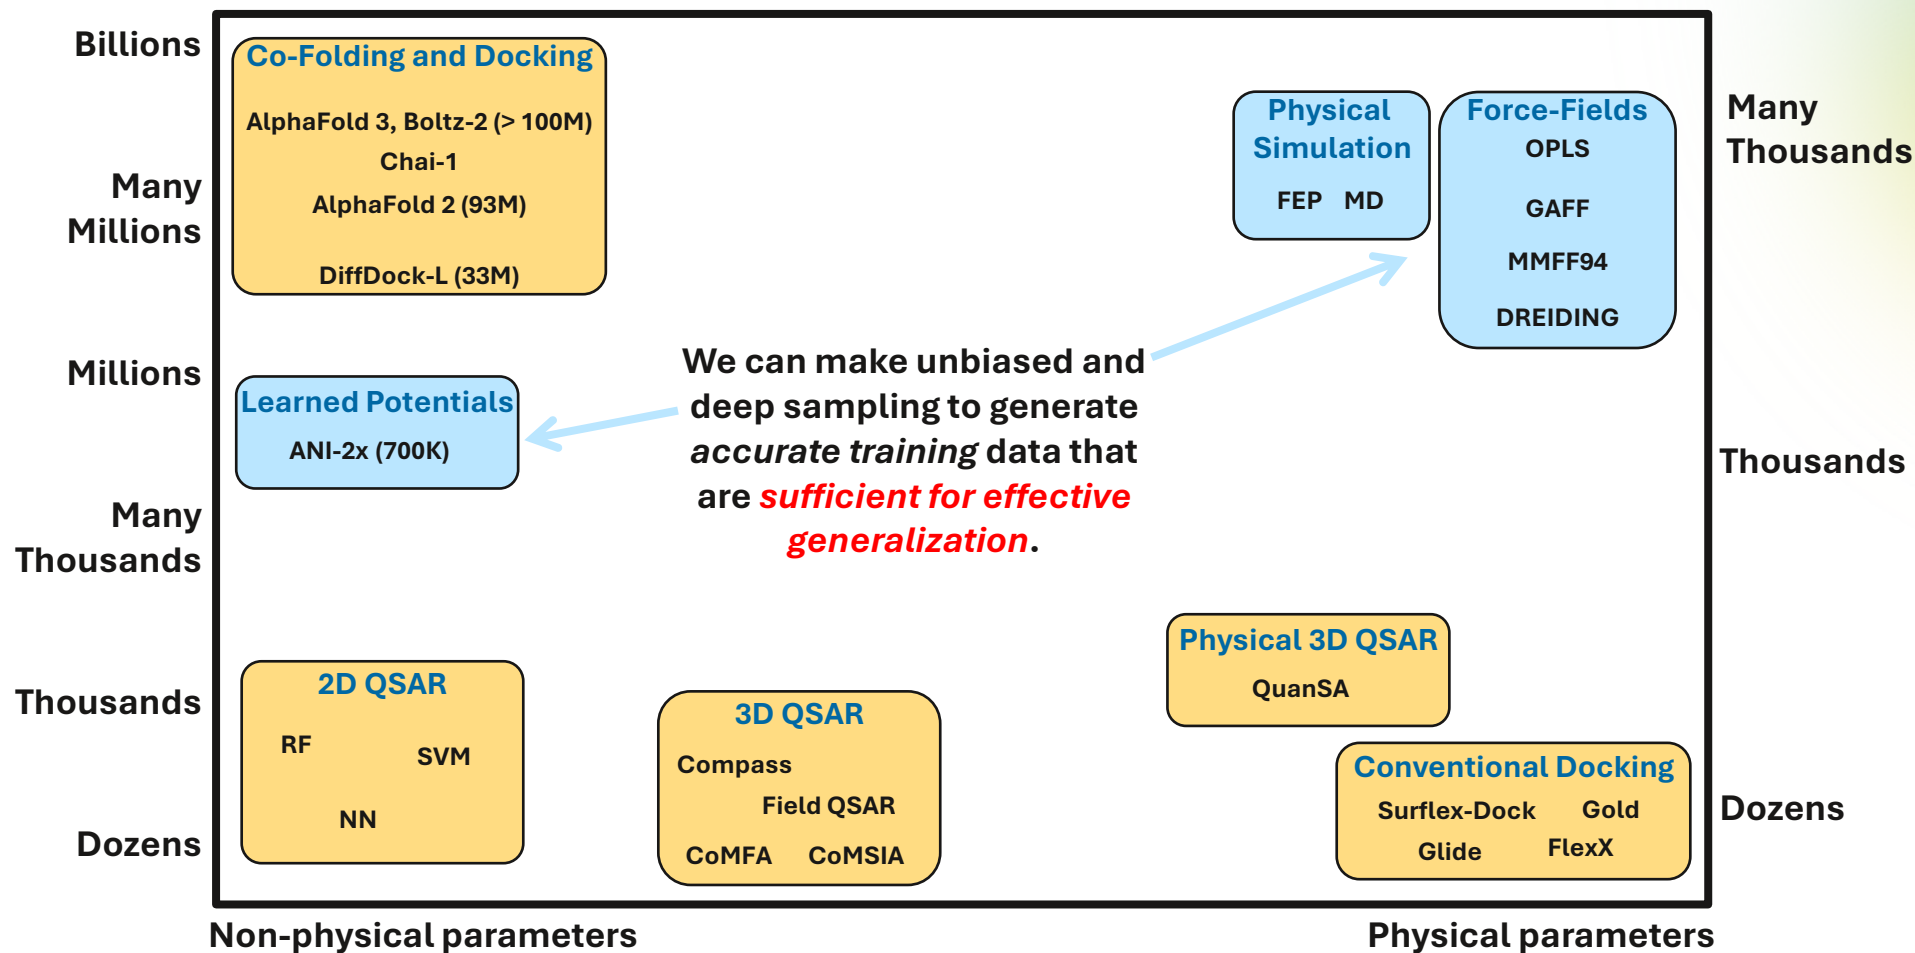 Billions
Many
Millions
Millions
Many
Thousands
Thousands
Dozens
Co-Folding and Docking
AlphaFold 3, Boltz-2 (> 100M)
Chai-1
AlphaFold 2 (93M)
DiffDock-L (33M)
Physical
Simulation
FEP MD
Force-Fields
OPLS
GAFF
MMFF94
DREIDING
Many
Thousands
Thousands
Dozens
Learned Potentials
ANI-2x (700K)
We can make unbiased and
deep sampling to generate
accurate training data that
are sufficient for effective
generalization.
2D QSAR
RF
SVM
NN
3D QSAR
Compass
Field QSAR
CoMFA CoMSIA
Physical 3D QSAR
QuanSA
Conventional Docking
Surflex-Dock Gold
Glide FlexX
Non-physical parameters
Physical parameters